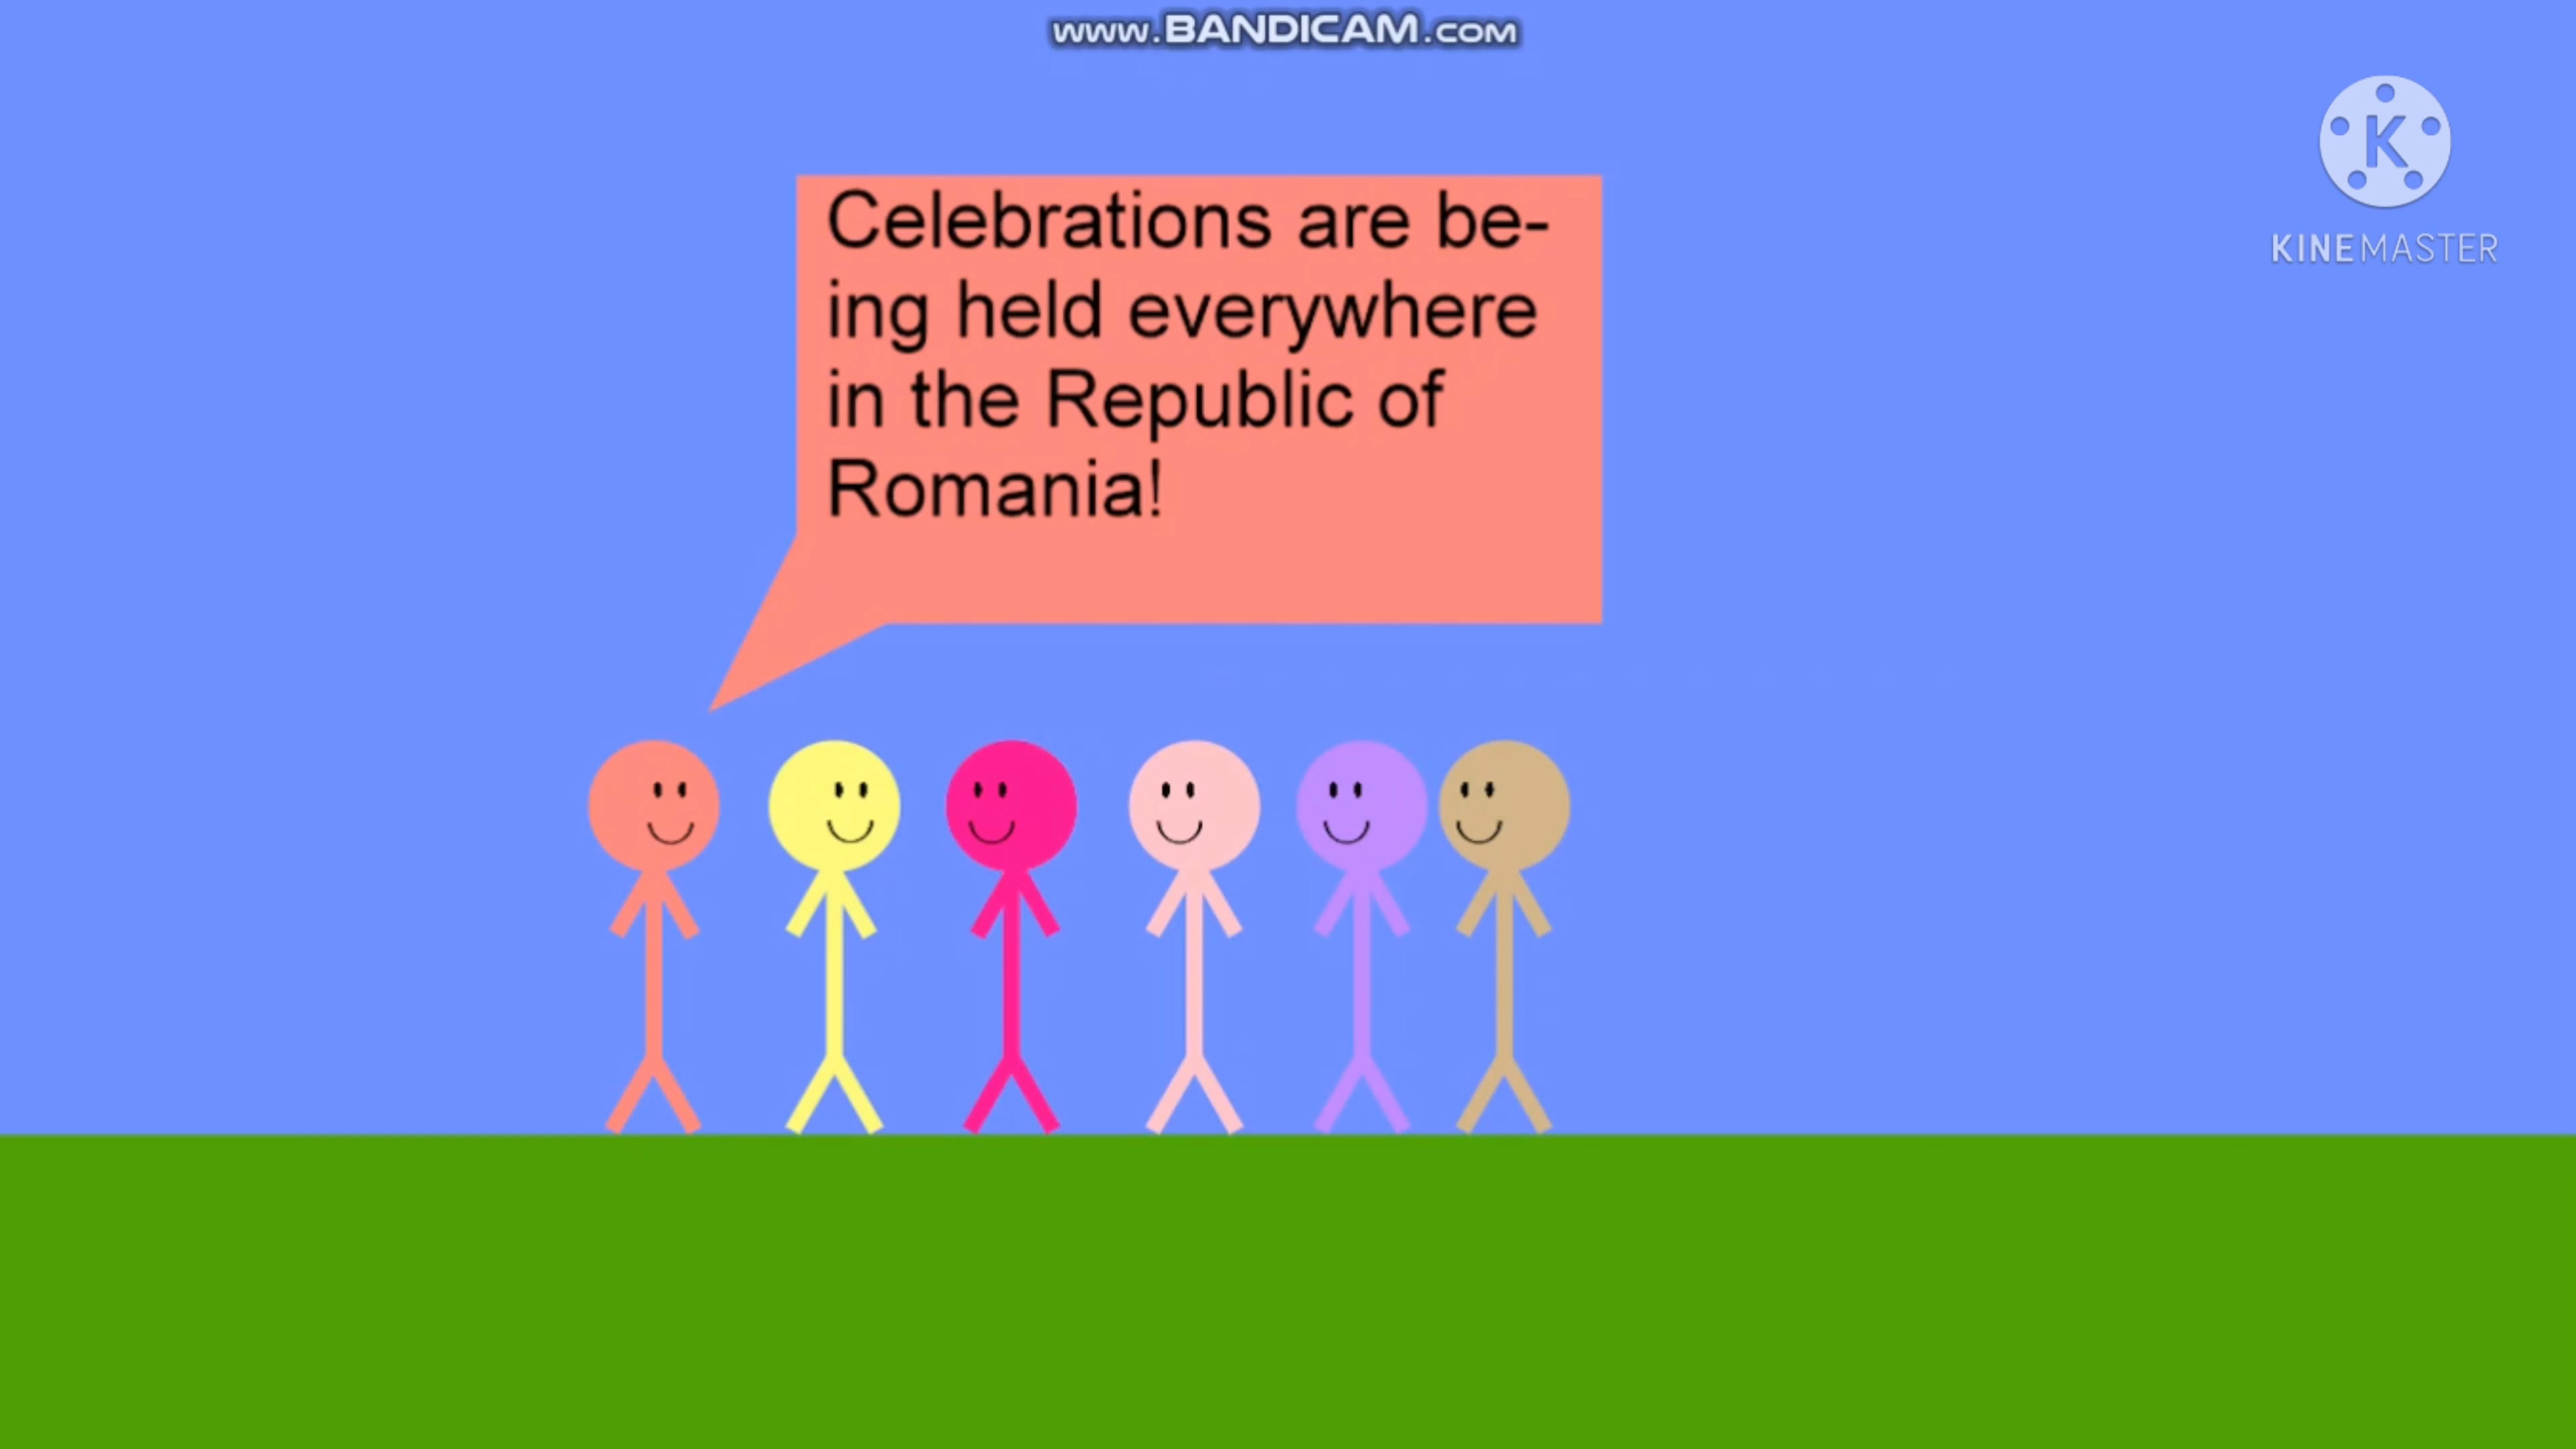 www.BANDICAM.com
K
KINEMASTER
Celebrations are be-
ing held everywhere
in the Republic of
Romania!